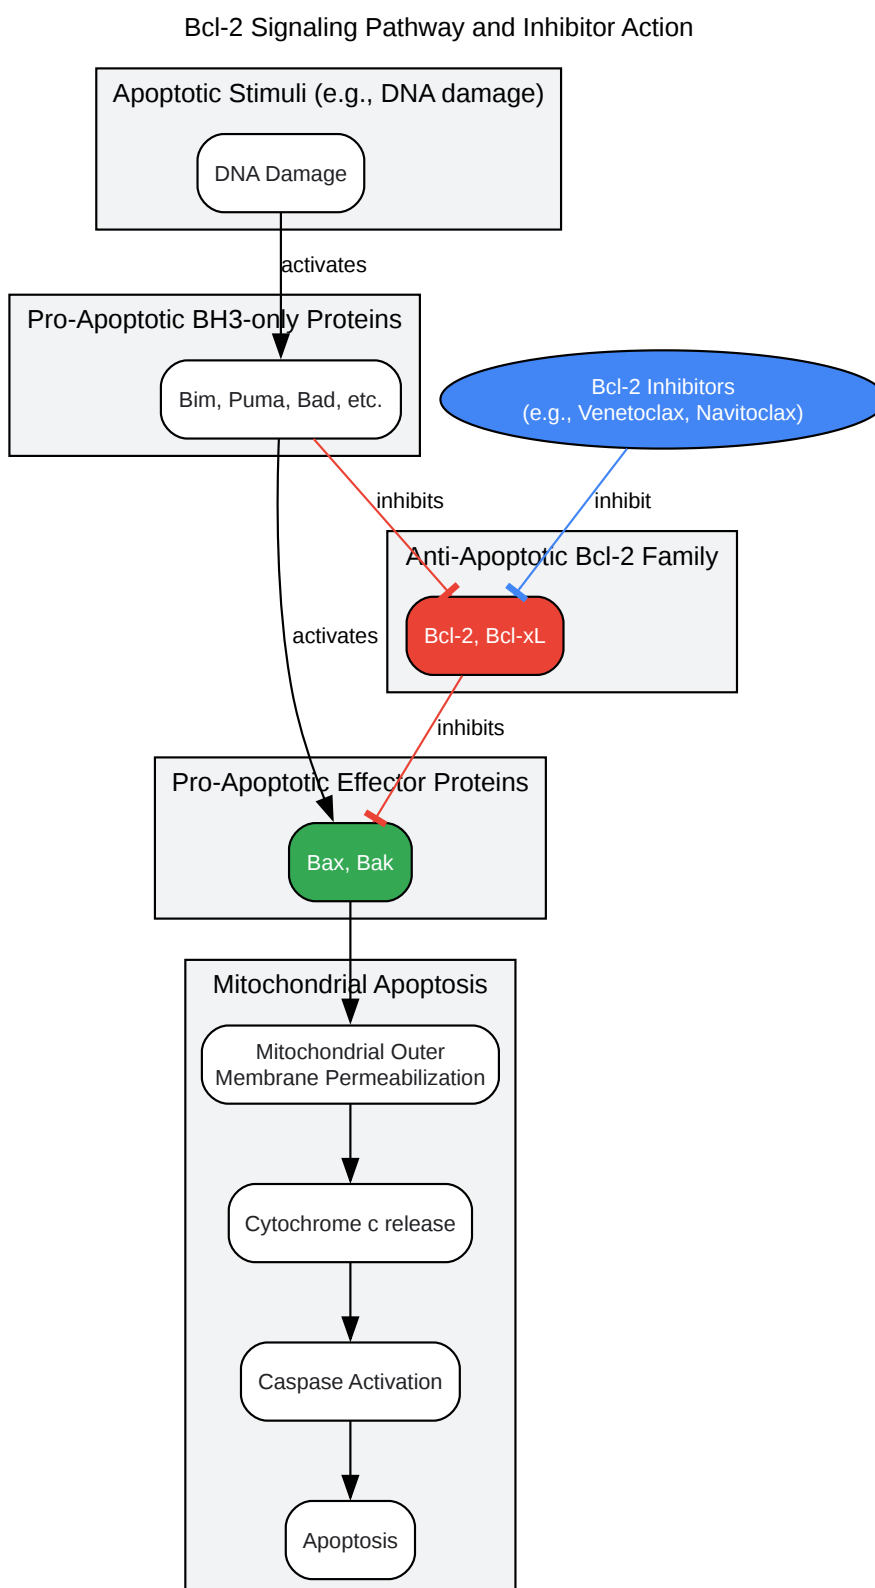 Bcl-2 Signaling Pathway and Inhibitor Action
Apoptotic Stimuli (e.g., DNA damage)
DNA Damage
activates
Pro-Apoptotic BH3-only Proteins
Bim, Puma, Bad, etc.
Bcl-2 Inhibitors
(e.g., Venetoclax, Navitoclax)
inhibits
inhibit
Anti-Apoptotic Bcl-2 Family
Bcl-2, Bcl-xL
activates
inhibits
Pro-Apoptotic Effector Proteins
Bax, Bak
Mitochondrial Apoptosis
Mitochondrial Outer
Membrane Permeabilization
Cytochrome c release
Caspase Activation
Apoptosis